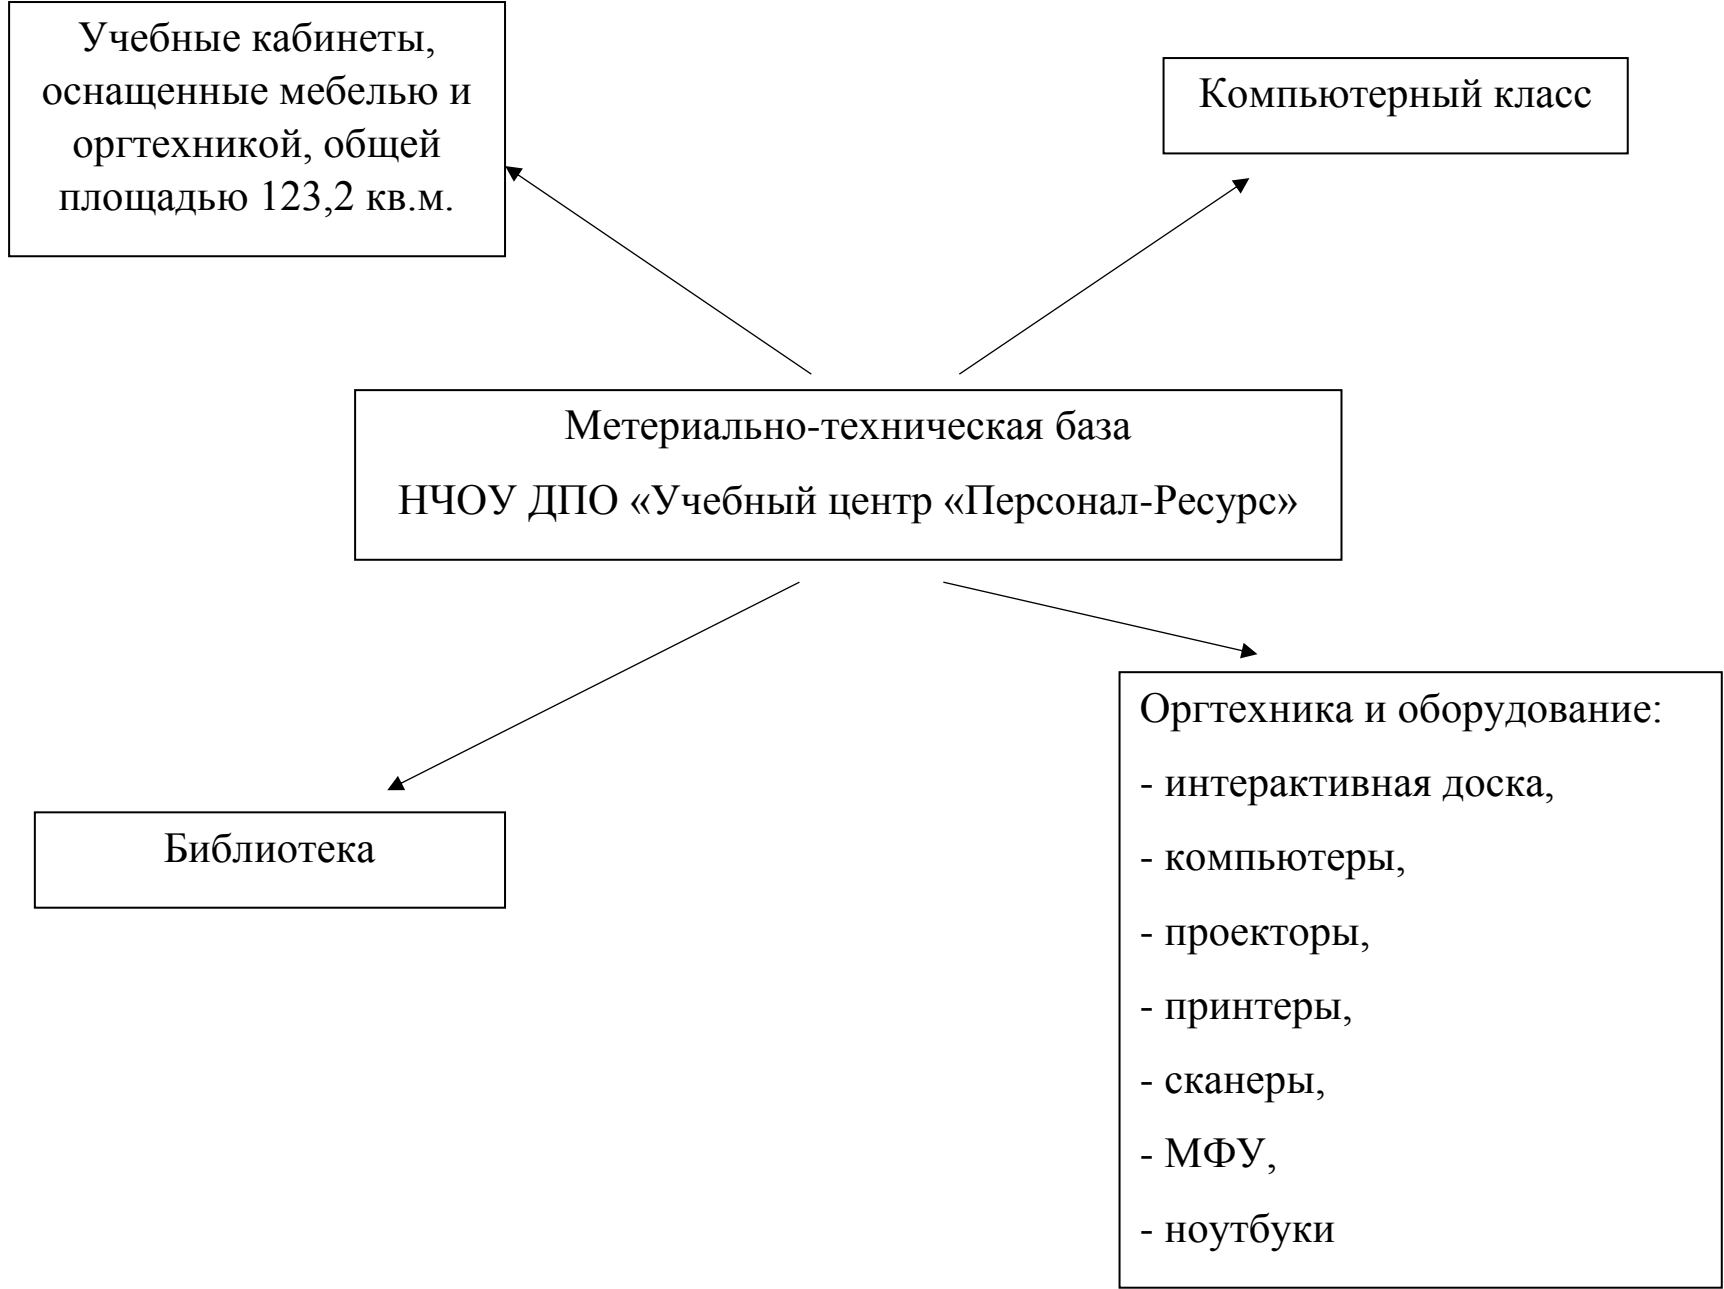 Учебные кабинеты,
оснащенные мебелью и
оргтехникой, общей
площадью 123,2 кв.м.
Компьютерный класс
Метериально-техническая база
НЧОУ ДПО «Учебный центр «Персонал-Ресурс»
Библиотека
Оргтехника и оборудование:
- интерактивная доска,
- компьютеры,
- проекторы,
- принтеры,
- сканеры,
- МФУ,
- ноутбуки